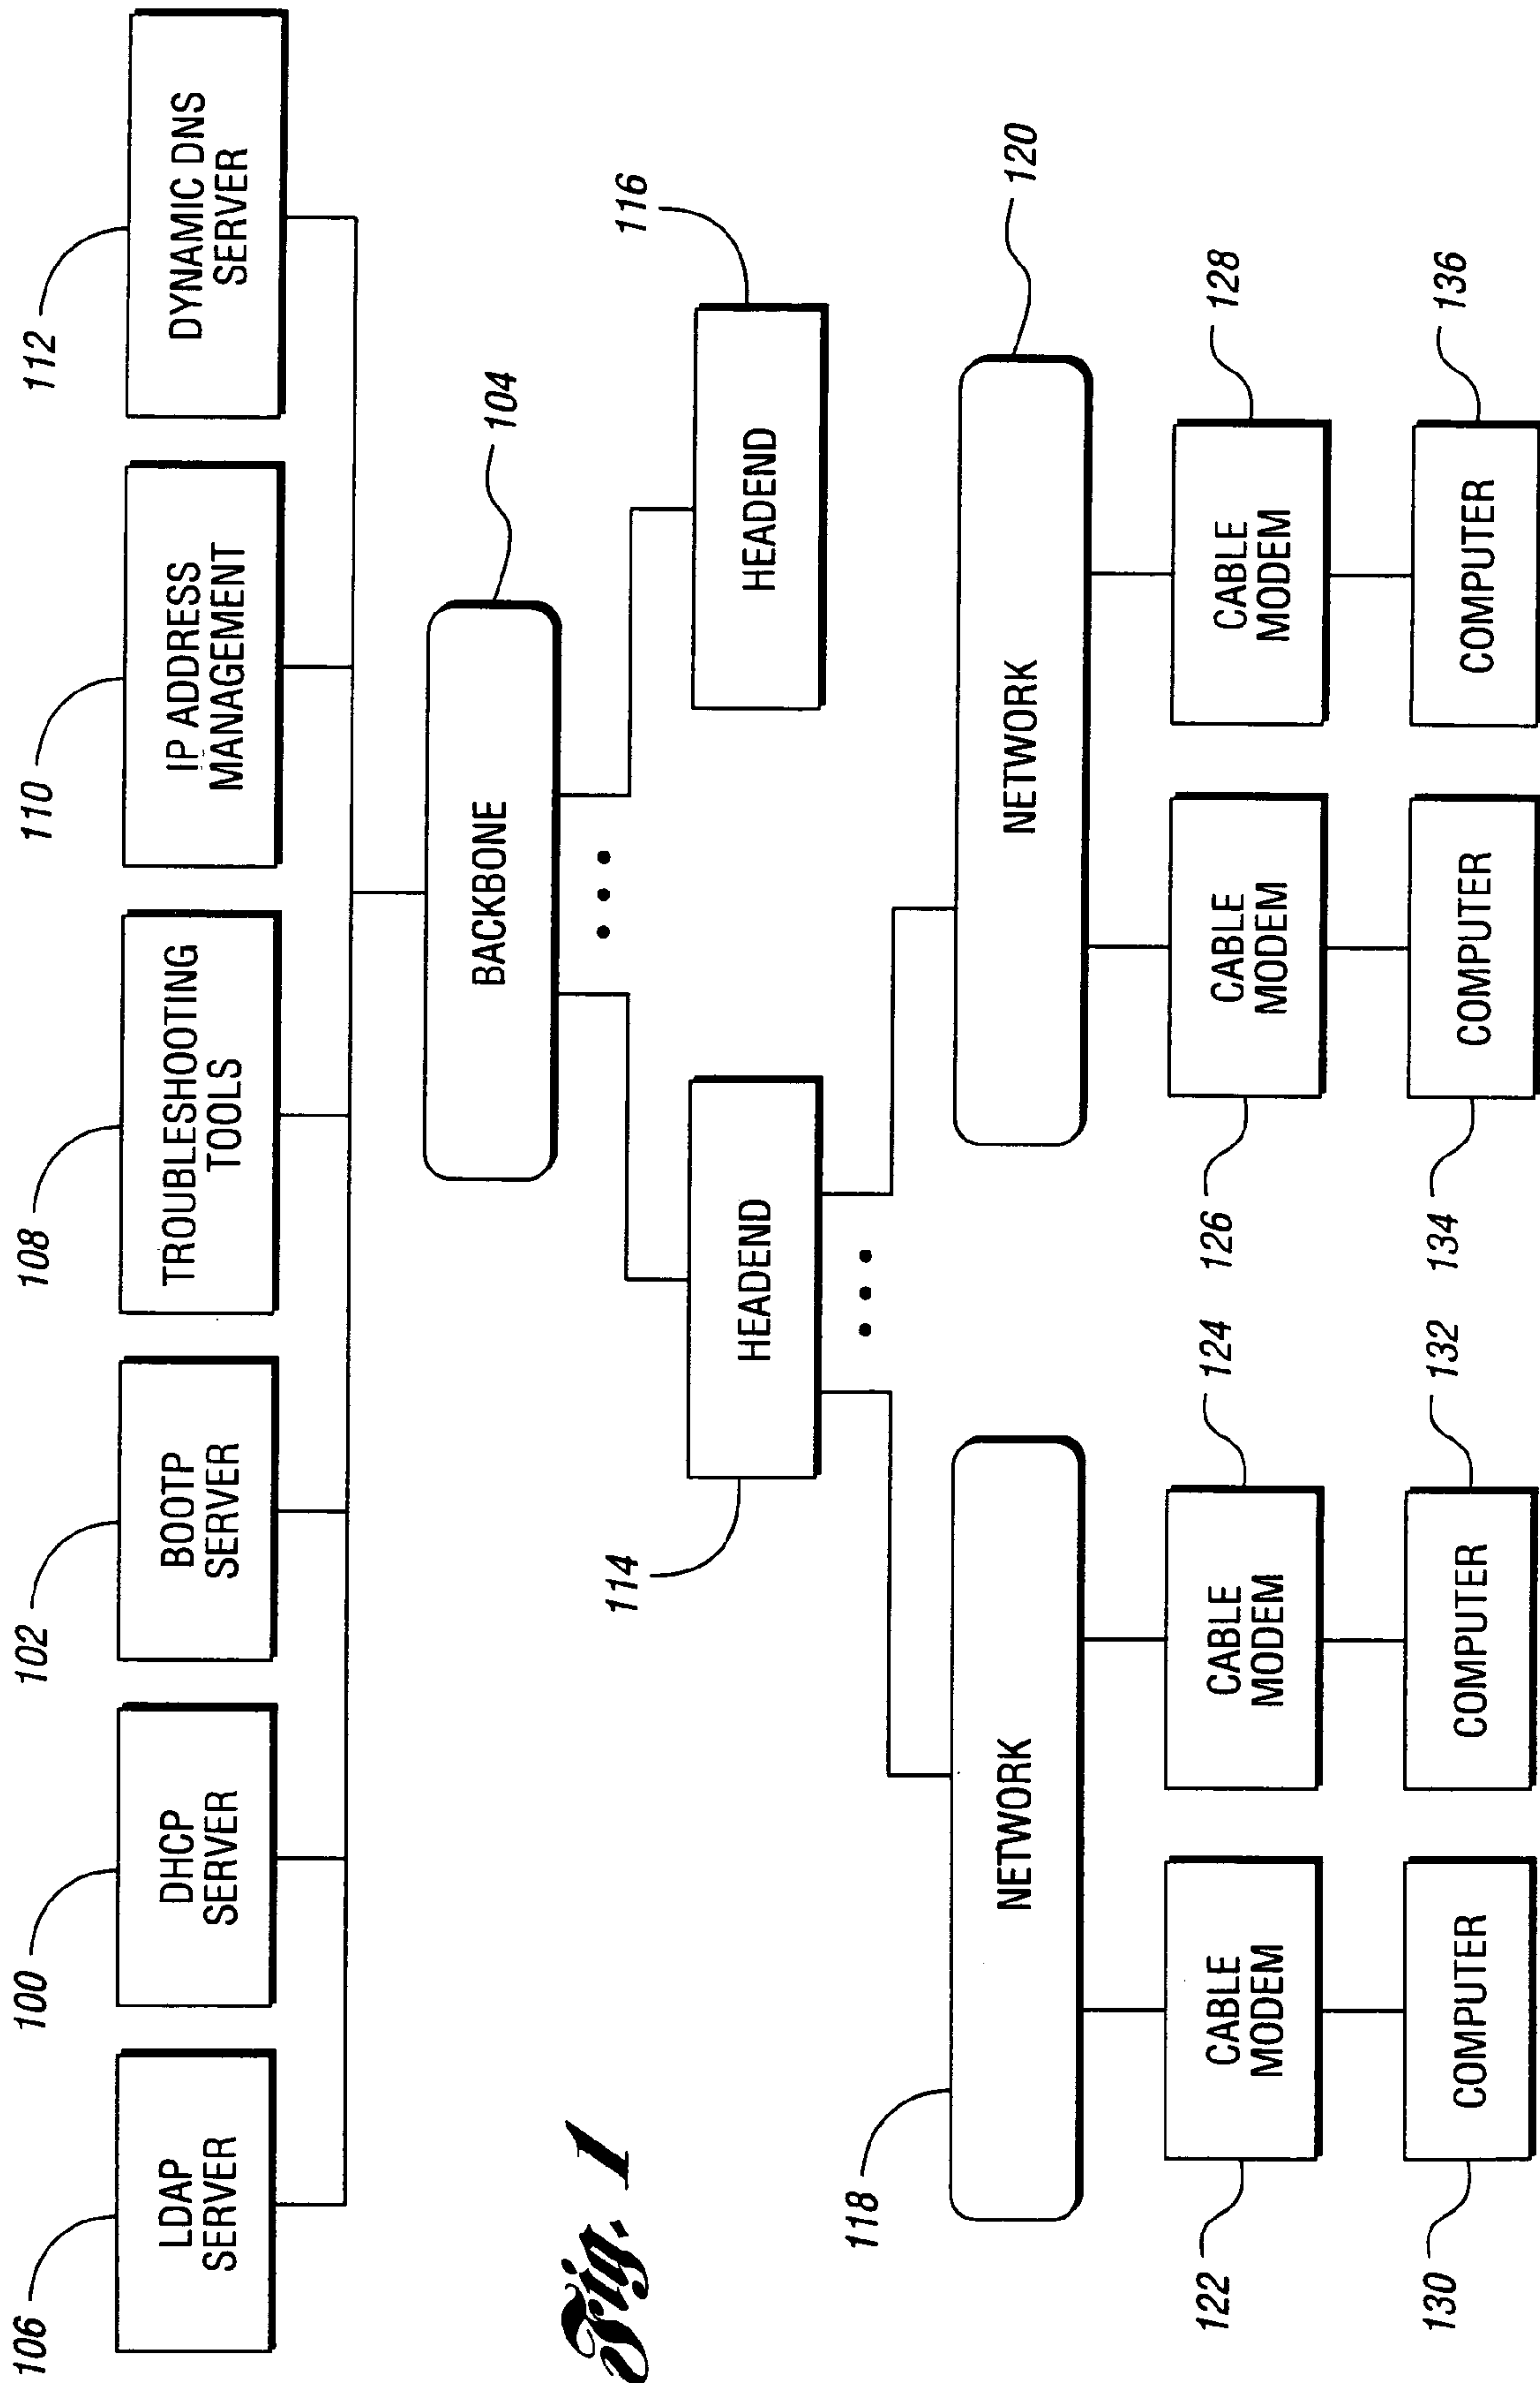 106
100
102
108
110
112
LDAP
SERVER
DHCP
SERVER
BOOTP
SERVER
TROUBLESHOOTING
TOOLS
IP ADDRESS
MANAGEMENT
DYNAMIC DNS
SERVER
BACKBONE
104
114
HEADEND
HEADEND
116
Fig. 1
118
NETWORK
NETWORK
120
122
CABLE
MODEM
CABLE
MODEM
124
126
CABLE
MODEM
CABLE
MODEM
128
130
COMPUTER
COMPUTER
132
134
COMPUTER
COMPUTER
136